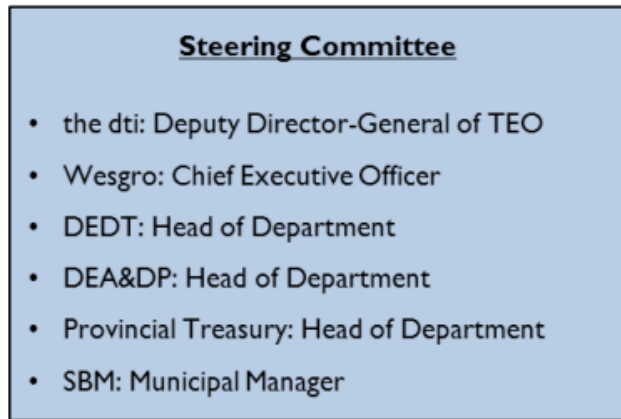 Steering Committee
• the dti: Deputy Director-General of TEO
• Wesgro: Chief Executive Officer
• DEDT: Head of Department
• DEA&DP: Head of Department
• Provincial Treasury: Head of Department
• SBM: Municipal Manager